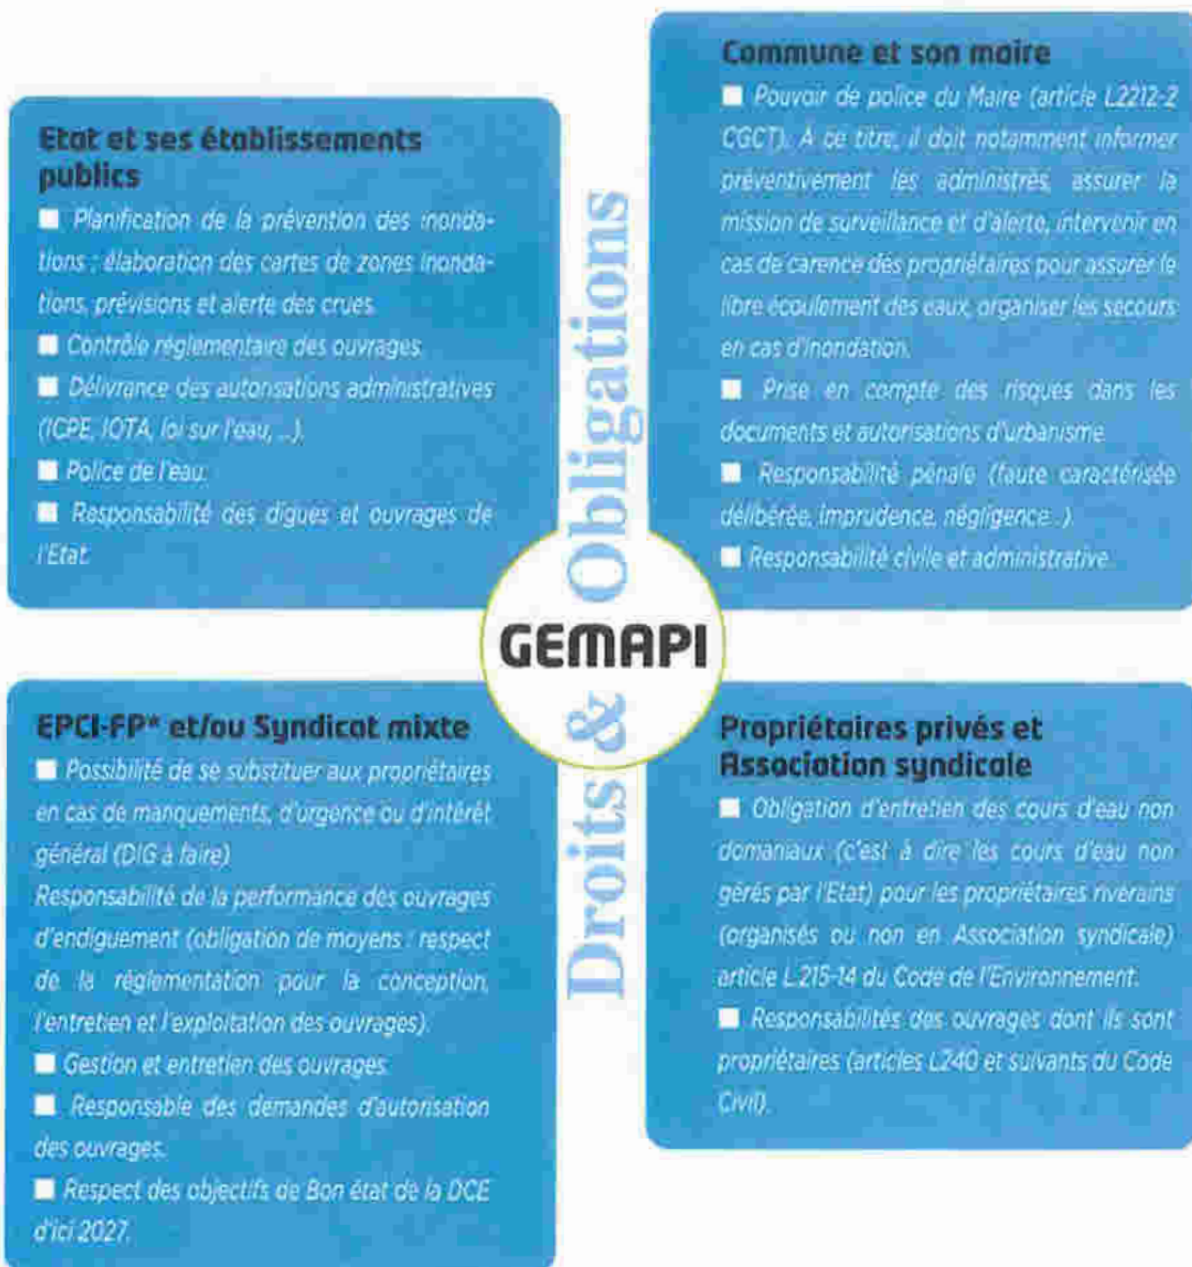 Etat et ses établissements
publics
■ Planification de la prévention des inonda-
tions : élaboration des cartes de zones inonda-
tions, prévisions et alerte des crues.
■ Contrôle réglementaire des ouvrages.
■ Délivrance des autorisations administratives
(ICPE, IOTA, loi sur l'eau, ...).
■ Police de l'eau.
■ Responsabilité des digues et ouvrages de
l'Etat.
Commune et son maire
■ Pouvoir de police du Maire (article L2212-2
CGCT). A ce titre, il doit notamment informer
préventivement les administrés, assurer la
mission de surveillance et d'alerte, intervenir en
cas de carence des propriétaires pour assurer le
libre écoulement des eaux, organiser les secours
en cas d'inondation.
■ Prise en compte des risques dans les
documents et autorisations d'urbanisme.
■ Responsabilité pénale (faute caractérisée
délibérée, imprudence, négligence...)
■ Responsabilité civile et administrative.
Droits & Obligations
GEMAPI
EPCI-FP* et/ou Syndicat mixte
■ Possibilité de se substituer aux propriétaires
en cas de manquements, d'urgence ou d'intérêt
général (DIG à faire)
Responsabilité de la performance des ouvrages
d'endiguement (obligation de moyens : respect
de la réglementation pour la conception,
l'entretien et l'exploitation des ouvrages).
■ Gestion et entretien des ouvrages.
■ Responsable des demandes d'autorisation
des ouvrages.
■ Respect des objectifs de Bon état de la DCE
d'ici 2027.
Propriétaires privés et
Association syndicale
■ Obligation d'entretien des cours d'eau non
domaniaux (c'est à dire les cours d'eau non
gérés par l'Etat) pour les propriétaires riverains
(organisés ou non en Association syndicale)
article L.215-14 du Code de l'Environnement.
■ Responsabilités des ouvrages dont ils sont
propriétaires (articles L240 et suivants du Code
Civil).